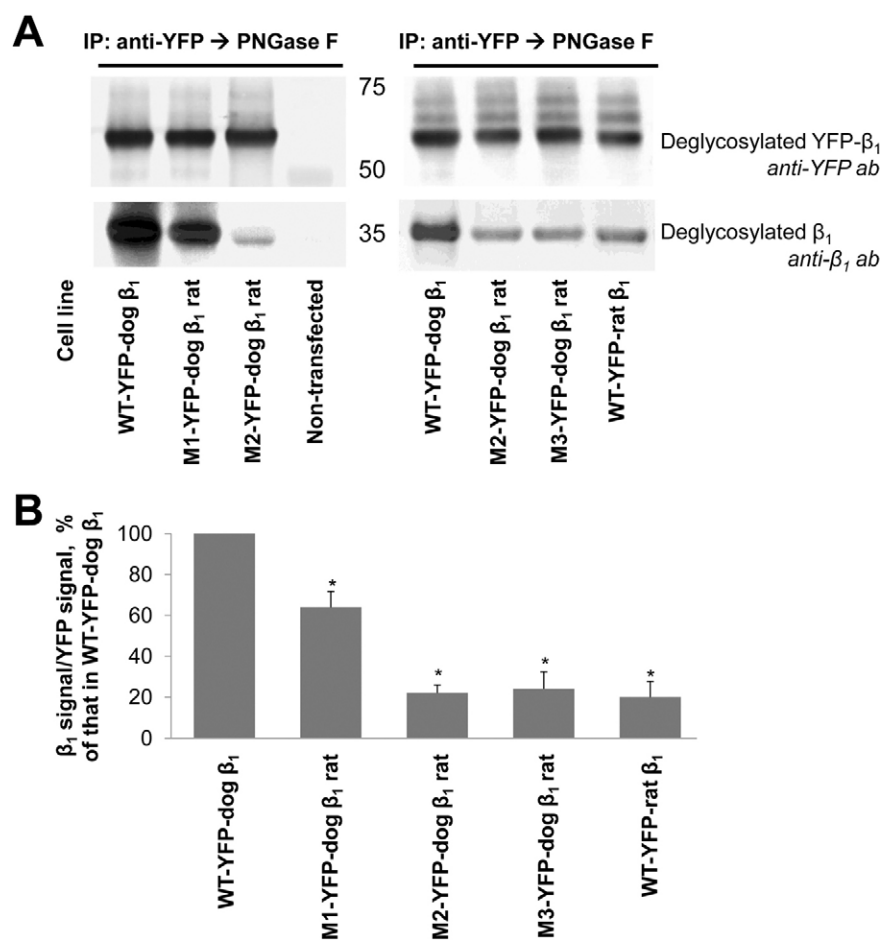 A
IP: anti-YFP → PNGase F
IP: anti-YFP → PNGase F
75
50
35
Deglycosylated YFP-β₁
anti-YFP ab
Deglycosylated β₁
anti-β₁ ab
Cell line
WT-YFP-dog β₁
M1-YFP-dog β₁ rat
M2-YFP-dog β₁ rat
Non-transfected
WT-YFP-dog β₁
M2-YFP-dog β₁ rat
M3-YFP-dog β₁ rat
WT-YFP-rat β₁
B
β₁ signal/YFP signal, %
of that in WT-YFP-dog β₁
100
80
60
40
20
0
*
*
*
*
WT-YFP-dog β₁
M1-YFP-dog β₁ rat
M2-YFP-dog β₁ rat
M3-YFP-dog β₁ rat
WT-YFP-rat β₁